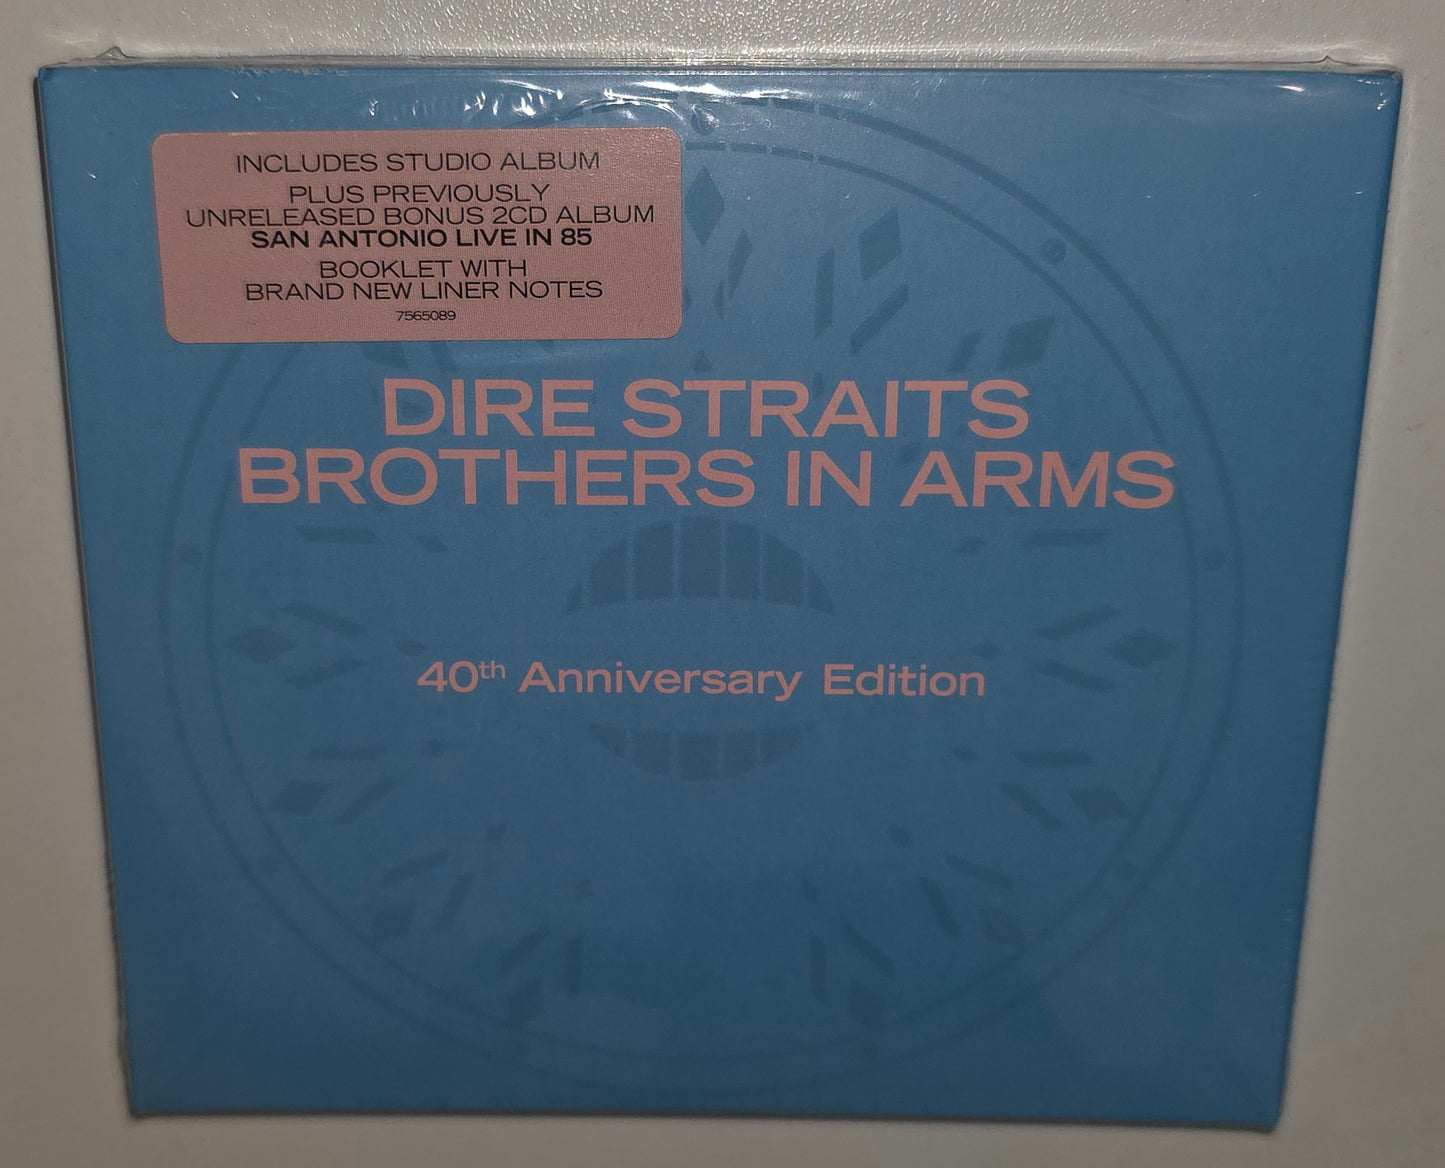 INCLUDES STUDIO ALBUM
PLUS PREVIOUSLY
UNRELEASED BONUS 2CD ALBUM
SAN ANTONIO LIVE IN 85
BOOKLET WITH
BRAND NEW LINER NOTES
7565089
DIRE STRAITS
BROTHERS IN ARMS
40th Anniversary Edition